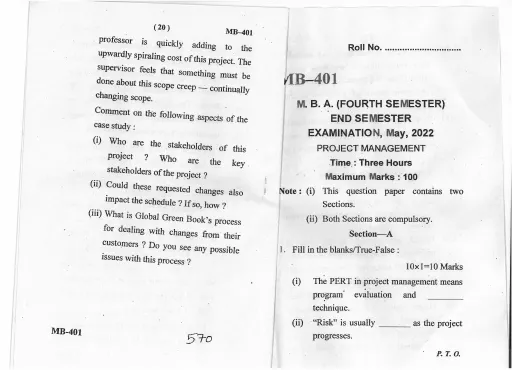 ( 20 )
MB-401
professor is quickly adding to the
upwardly spiraling cost of this project. The
supervisor feels that something must be
done about this scope creep — continually
changing scope.
Comment on the following aspects of the
case study :
(i) Who are the stakeholders of this
project ? Who are the key
stakeholders of the project ?
(ii) Could these requested changes also
impact the schedule ? If so, how ?
(iii) What is Global Green Book's process
for dealing with changes from their
customers ? Do you see any possible
issues with this process ?
MB-401
570
Roll No. ..............................
MB-401
M. B. A. (FOURTH SEMESTER)
END SEMESTER
EXAMINATION, May, 2022
PROJECT MANAGEMENT
Time : Three Hours
Maximum Marks : 100
Note : (i) This question paper contains two
Sections.
(ii) Both Sections are compulsory.
Section—A
1. Fill in the blanks/True-False :
10×1=10 Marks
(i) The PERT in project management means
program evaluation and ________
technique.
(ii) "Risk" is usually _______ as the project
progresses.
P. T. O.